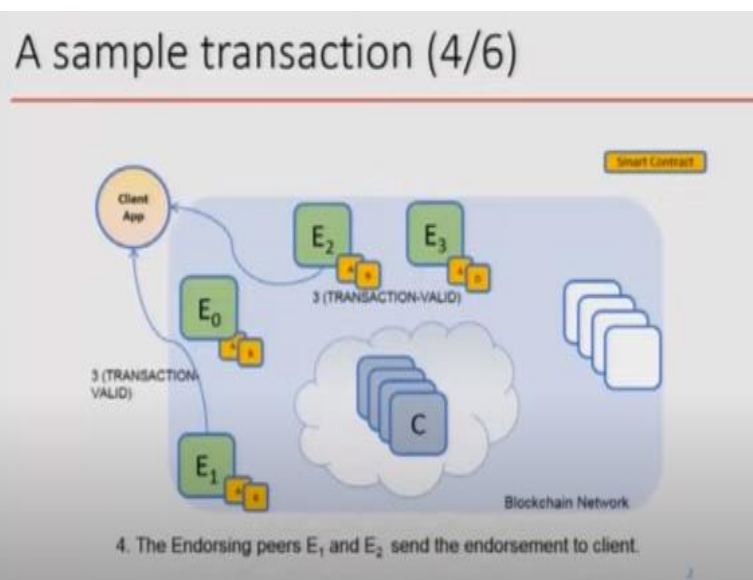 A sample transaction (4/6)
Smart Contract
Client
App
E2
E3
A B
A D
3 (TRANSACTION-VALID)
E0
A B
3 (TRANSACTION-
VALID)
C
E1
A B
Blockchain Network
4. The Endorsing peers E1 and E2 send the endorsement to client.